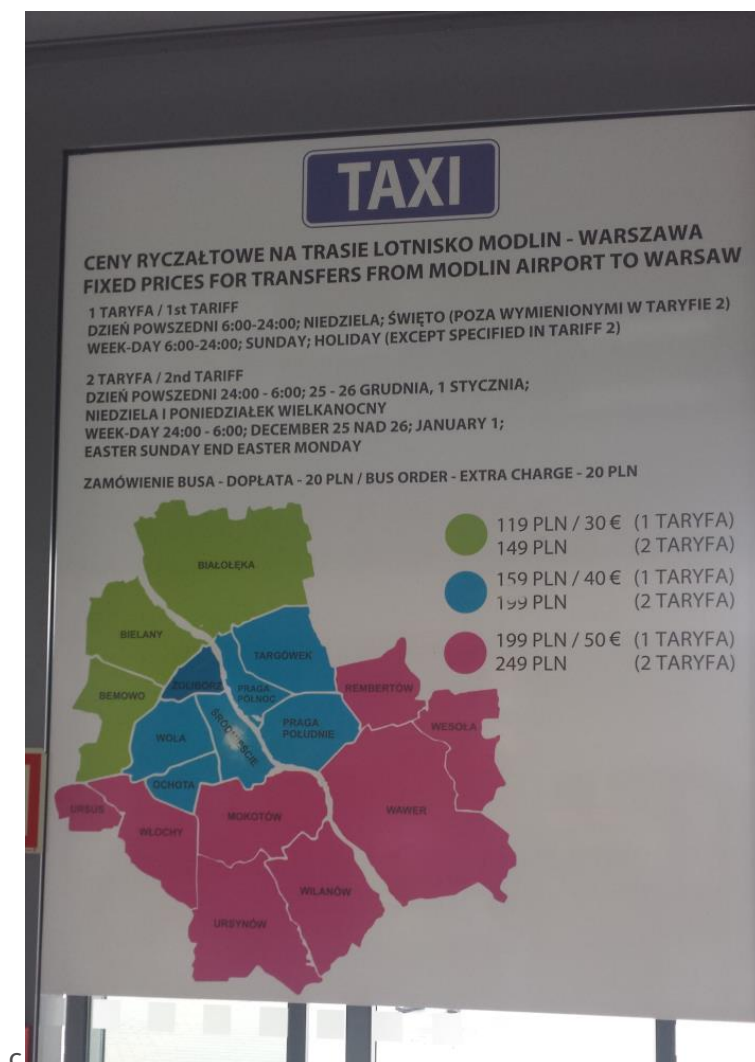 TAXI
CENY RYCZAŁTOWE NA TRASIE LOTNISKO MODLIN - WARSZAWA
FIXED PRICES FOR TRANSFERS FROM MODLIN AIRPORT TO WARSAW
1 TARYFA / 1st TARIFF
DZIEŃ POWSZEDNI 6:00-24:00; NIEDZIELA; ŚWIĘTO (POZA WYMIENIONYMI W TARYFIE 2)
WEEK-DAY 6:00-24:00; SUNDAY; HOLIDAY (EXCEPT SPECIFIED IN TARIFF 2)
2 TARYFA / 2nd TARIFF
DZIEŃ POWSZEDNI 24:00 - 6:00; 25 - 26 GRUDNIA, 1 STYCZNIA;
NIEDZIELA I PONIEDZIAŁEK WIELKANOCNY
WEEK-DAY 24:00 - 6:00; DECEMBER 25 NAD 26; JANUARY 1;
EASTER SUNDAY END EASTER MONDAY
ZAMÓWIENIE BUSA - DOPŁATA - 20 PLN / BUS ORDER - EXTRA CHARGE - 20 PLN
119 PLN / 30 € (1 TARYFA)
149 PLN (2 TARYFA)
159 PLN / 40 € (1 TARYFA)
199 PLN (2 TARYFA)
199 PLN / 50 € (1 TARYFA)
249 PLN (2 TARYFA)
BIAŁOŁĘKA
BIELANY
TARGÓWEK
ŻOLIBORZ
BEMOWO
PRAGA
PÓŁNOC
REMBERTÓW
WESOŁA
WOLA
ŚRÓDMIEŚCIE
PRAGA
POŁUDNIE
OCHOTA
URSUS
WŁOCHY
MOKOTÓW
WAWER
WILANÓW
URSYNÓW